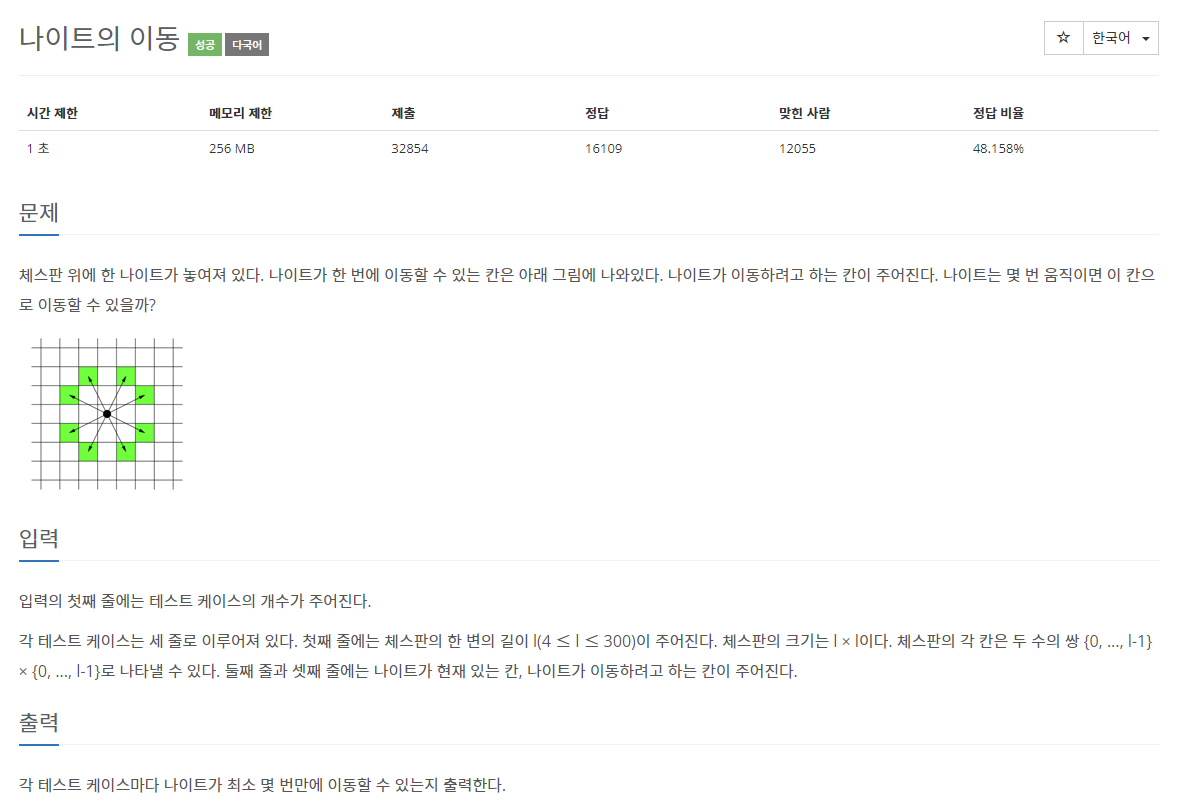 나이트의 이동 성공 다국어
☆ 한국어
시간 제한 메모리 제한 제출 정답 맞힌 사람 정답 비율
1 초 256 MB 32854 16109 12055 48.158%
문제
체스판 위에 한 나이트가 놓여져 있다. 나이트가 한 번에 이동할 수 있는 칸은 아래 그림에 나와있다. 나이트가 이동하려고 하는 칸이 주어진다. 나이트는 몇 번 움직이면 이 칸으
로 이동할 수 있을까?
입력
입력의 첫째 줄에는 테스트 케이스의 개수가 주어진다.
각 테스트 케이스는 세 줄로 이루어져 있다. 첫째 줄에는 체스판의 한 변의 길이 l(4 ≤ l ≤ 300)이 주어진다. 체스판의 크기는 l × l이다. 체스판의 각 칸은 두 수의 쌍 {0, ..., l-1}
× {0, ..., l-1}로 나타낼 수 있다. 둘째 줄과 셋째 줄에는 나이트가 현재 있는 칸, 나이트가 이동하려고 하는 칸이 주어진다.
출력
각 테스트 케이스마다 나이트가 최소 몇 번만에 이동할 수 있는지 출력한다.